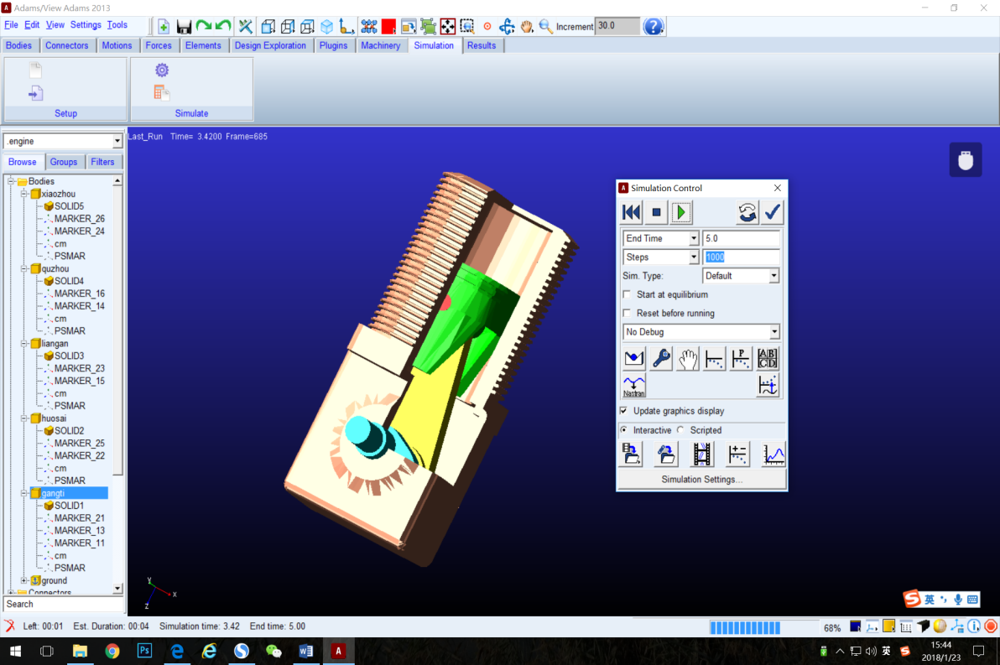 Adams/View Adams 2013
File Edit View Settings Tools
Increment 30.0
Bodies Connectors Motions Forces Elements Design Exploration Plugins Machinery Simulation Results
Setup Simulate
.engine
Browse Groups Filters
Bodies
xiaozhou
SOLID5
MARKER_26
MARKER_24
cm
PSMAR
quzhou
SOLID4
MARKER_16
MARKER_14
cm
PSMAR
liangan
SOLID3
MARKER_23
MARKER_15
cm
PSMAR
huosai
SOLID2
MARKER_25
MARKER_22
cm
PSMAR
gangti
SOLID1
MARKER_21
MARKER_13
MARKER_11
cm
PSMAR
ground
Connectors
Search
Last_Run Time= 3.4200 Frame=685
Y
X
Z
Simulation Control
End Time 5.0
Steps 1000
Sim. Type: Default
Start at equilibrium
Reset before running
No Debug
P
AB
CD
Nastran
Update graphics display
Interactive Scripted
Simulation Settings...
S 英
Left: 00:01 Est. Duration: 00:04 Simulation time: 3.42 End time: 5.00 68%
Ps
A
英
S
15:44
2018/1/23